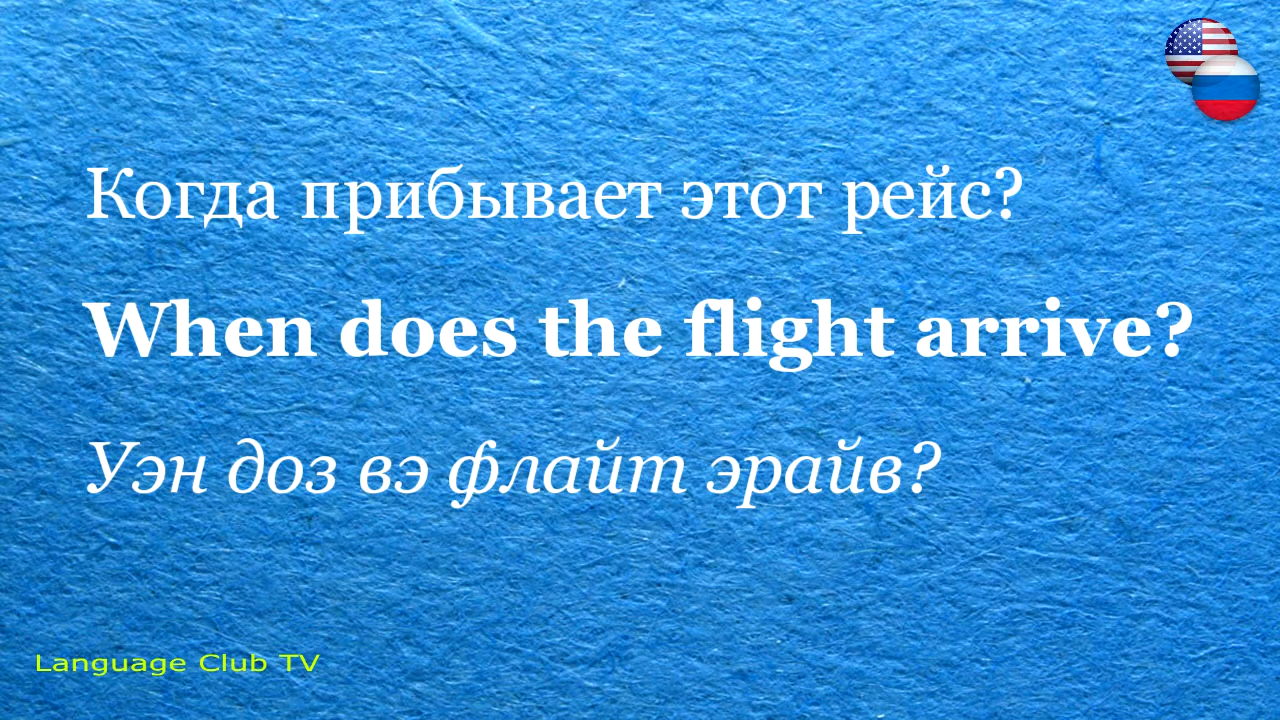 Когда прибывает этот рейс?
When does the flight arrive?
Уэн доз вэ флайт эрайв?
Language Club TV